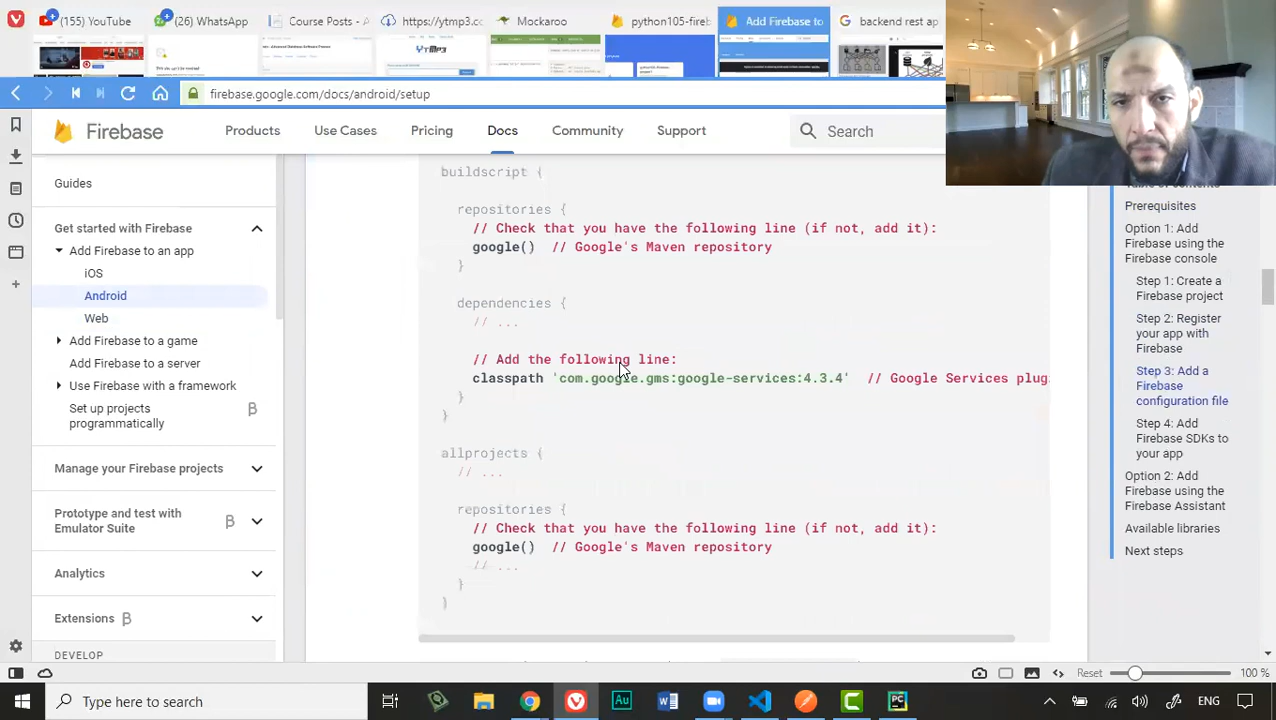 (155) YouTube
(26) WhatsApp
Course Posts -
https://ytmp3.c
Mockaroo
python105-fire
Add Firebase to
backend rest ap
firebase.google.com/docs/android/setup
Firebase
Products
Use Cases
Pricing
Docs
Community
Support
Search
Guides
Get started with Firebase
Add Firebase to an app
iOS
Android
Web
Add Firebase to a game
Add Firebase to a server
Use Firebase with a framework
Set up projects
programmatically
Manage your Firebase projects
Prototype and test with
Emulator Suite
Analytics
Extensions
DEVELOP
buildscript {
repositories {
// Check that you have the following line (if not, add it):
google() // Google's Maven repository
}
dependencies {
// ...
// Add the following line:
classpath 'com.google.gms:google-services:4.3.4' // Google Services plug
}
}
allprojects {
// ...
repositories {
// Check that you have the following line (if not, add it):
google() // Google's Maven repository
// ...
}
}
Table of contents
Prerequisites
Option 1: Add
Firebase using the
Firebase console
Step 1: Create a
Firebase project
Step 2: Register
your app with
Firebase
Step 3: Add a
Firebase
configuration file
Step 4: Add
Firebase SDKs to
your app
Option 2: Add
Firebase using the
Firebase Assistant
Available libraries
Next steps
Reset
100 %
Type here to search
ENG